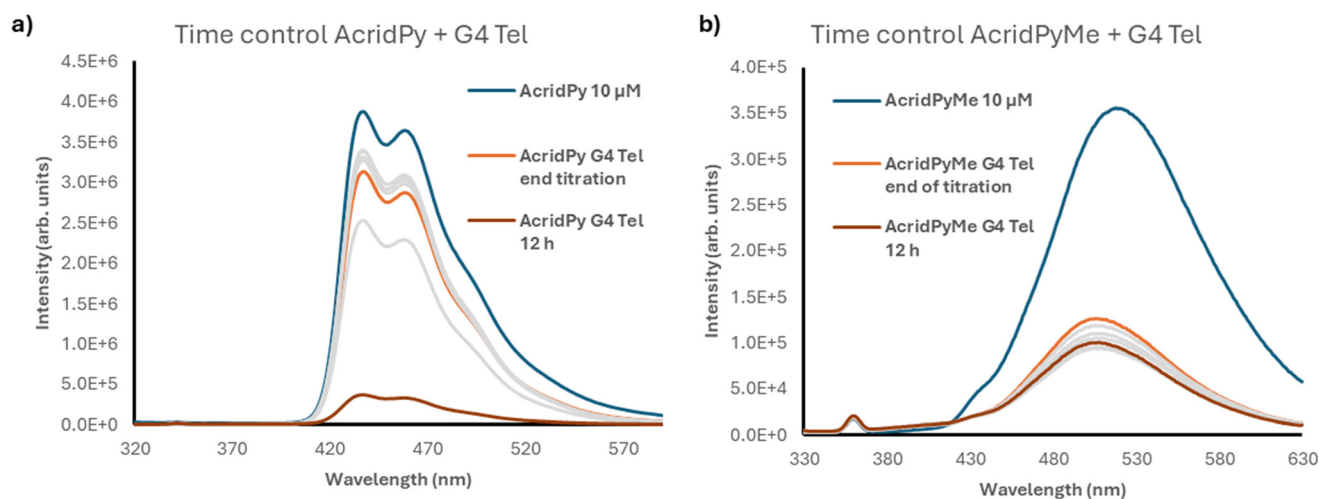 a)
Time control AcridPy + G4 Tel
4.5E+6
4.0E+6
3.5E+6
3.0E+6
2.5E+6
2.0E+6
1.5E+6
1.0E+6
5.0E+5
0.0E+0
Intensity (arb. units)
320 370 420 470 520 570
Wavelength (nm)
AcridPy 10 µM
AcridPy G4 Tel
end titration
AcridPy G4 Tel
12 h
b)
Time control AcridPyMe + G4 Tel
4.0E+5
3.5E+5
3.0E+5
2.5E+5
2.0E+5
1.5E+5
1.0E+5
5.0E+4
0.0E+0
Intensity (arb. units)
330 380 430 480 530 580 630
Wavelength (nm)
AcridPyMe 10 µM
AcridPyMe G4 Tel
end of titration
AcridPyMe G4 Tel
12 h